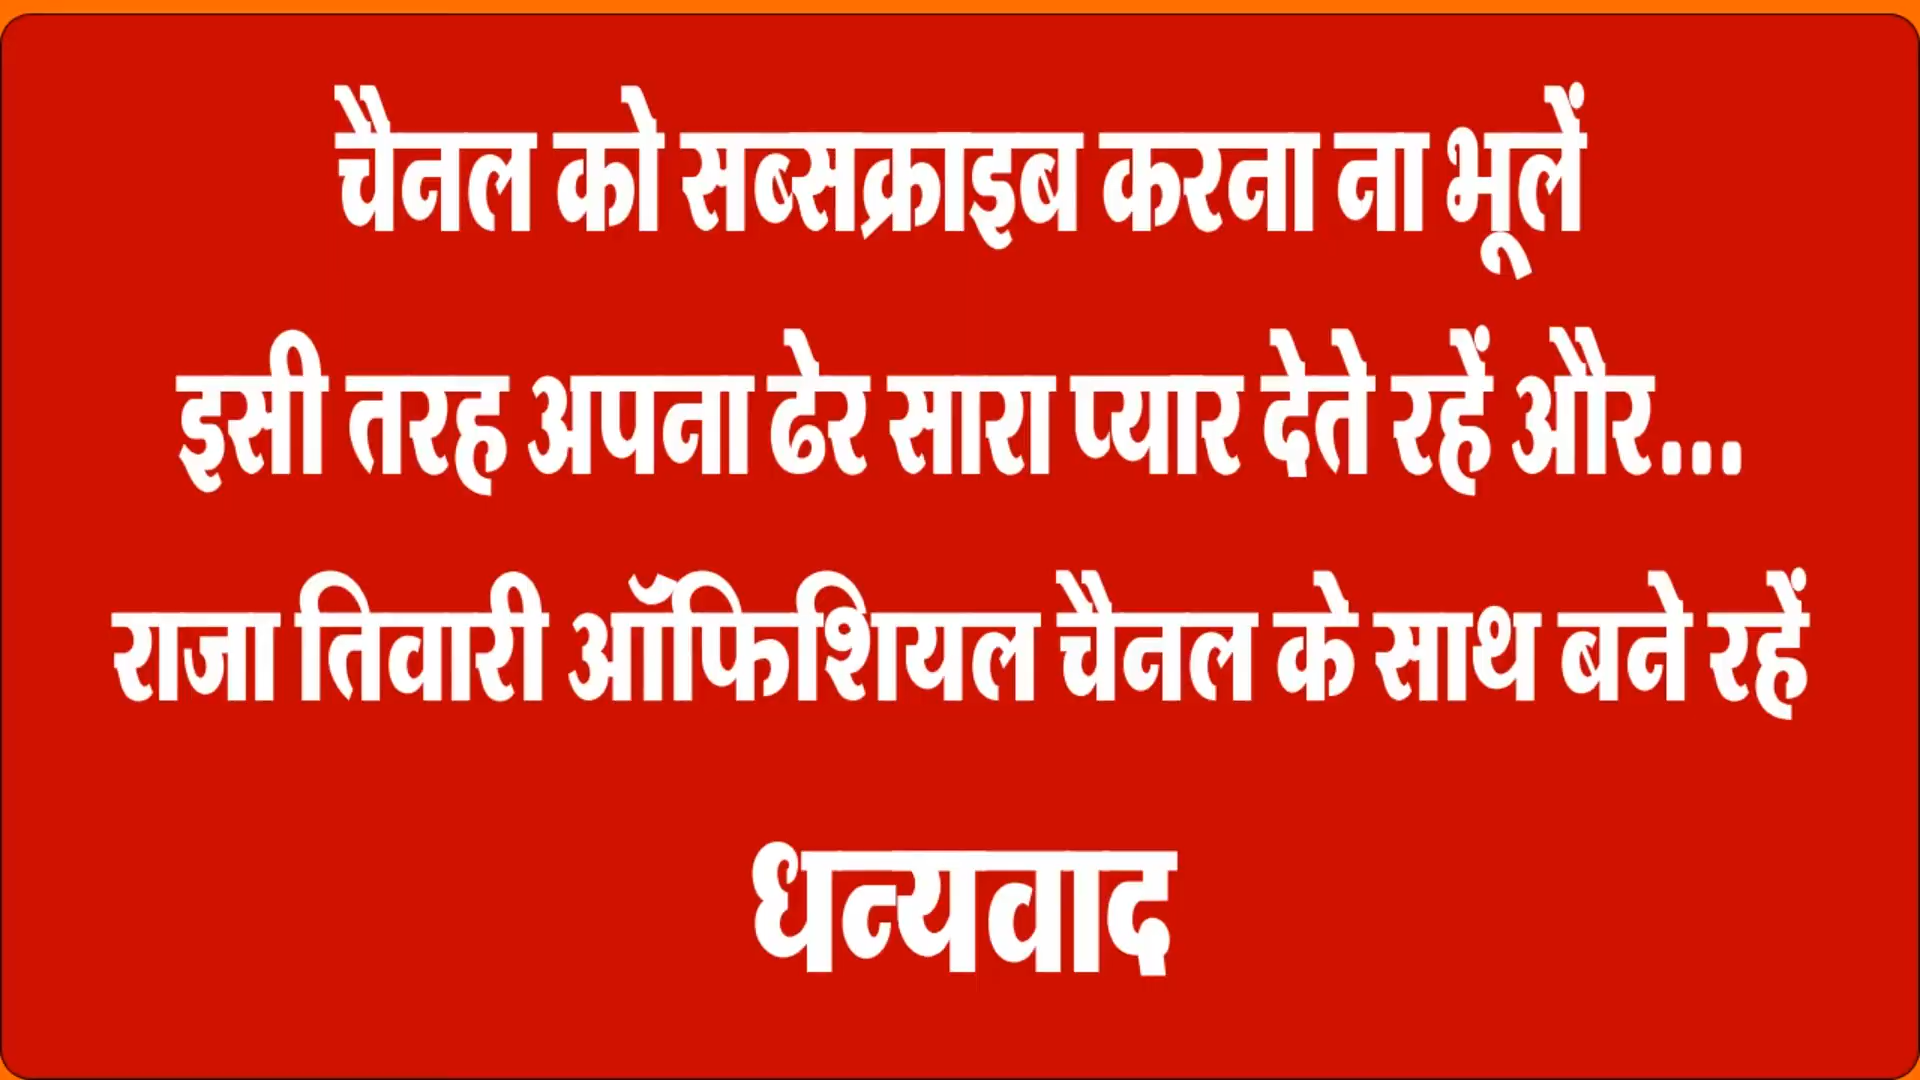 चैनल को सब्सक्राइब करना ना भूलें
इसी तरह अपना ढेर सारा प्यार देते रहें और...
राजा तिवारी ऑफिशियल चैनल के साथ बने रहें
धन्यवाद